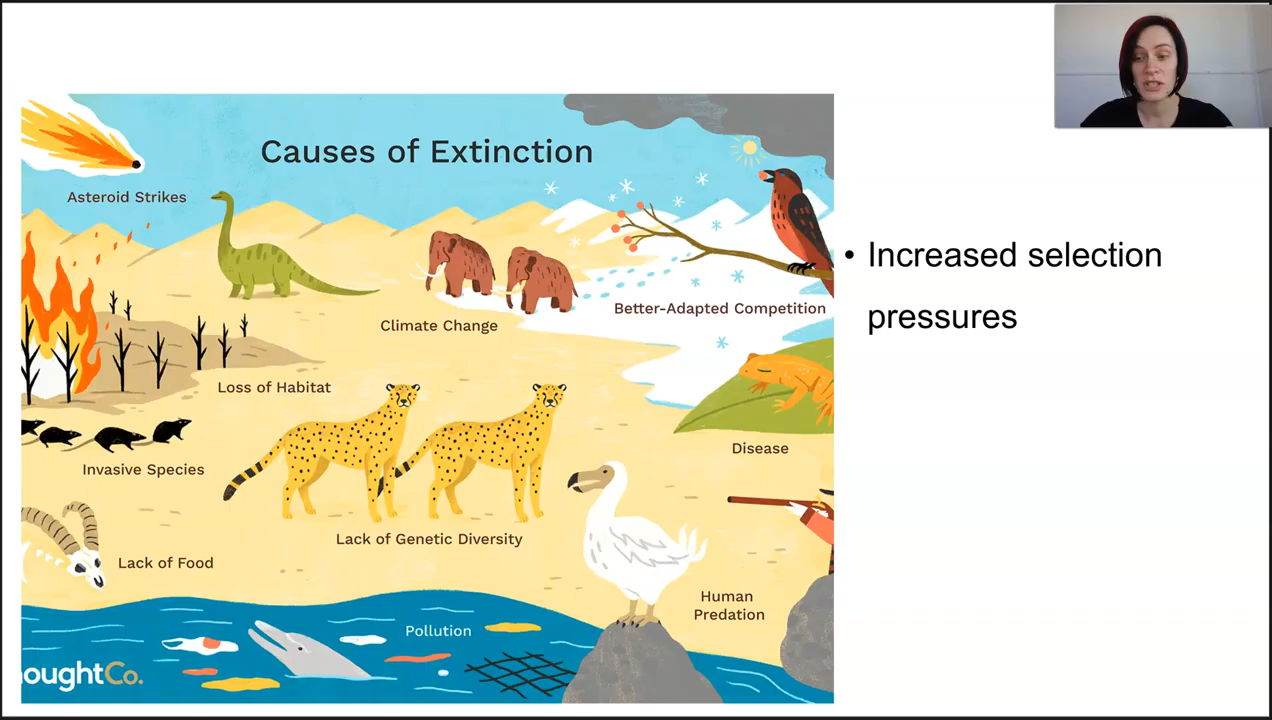 Causes of Extinction
Asteroid Strikes
Climate Change
Better-Adapted Competition
Loss of Habitat
Invasive Species
Disease
Lack of Genetic Diversity
Lack of Food
Human
Predation
Pollution
oughtCo.
• Increased selection
pressures